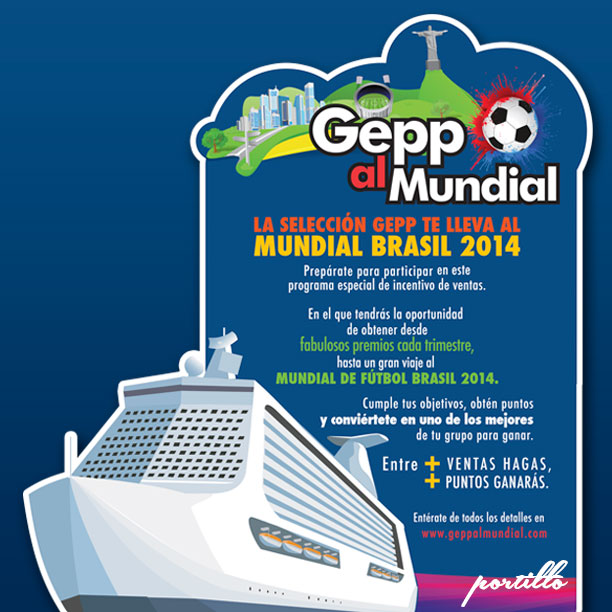 Gepp
al Mundial
LA SELECCIÓN GEPP TE LLEVA AL
MUNDIAL BRASIL 2014
Prepárate para participar en este
programa especial de incentivo de ventas.
En el que tendrás la oportunidad
de obtener desde
fabulosos premios cada trimestre,
hasta un gran viaje al
MUNDIAL DE FÚTBOL BRASIL 2014.
Cumple tus objetivos, obtén puntos
y conviértete en uno de los mejores
de tu grupo para ganar.
Entre + VENTAS HAGAS,
+ PUNTOS GANARÁS.
Entérate de todos los detalles en
www.geppalmundial.com
portillo